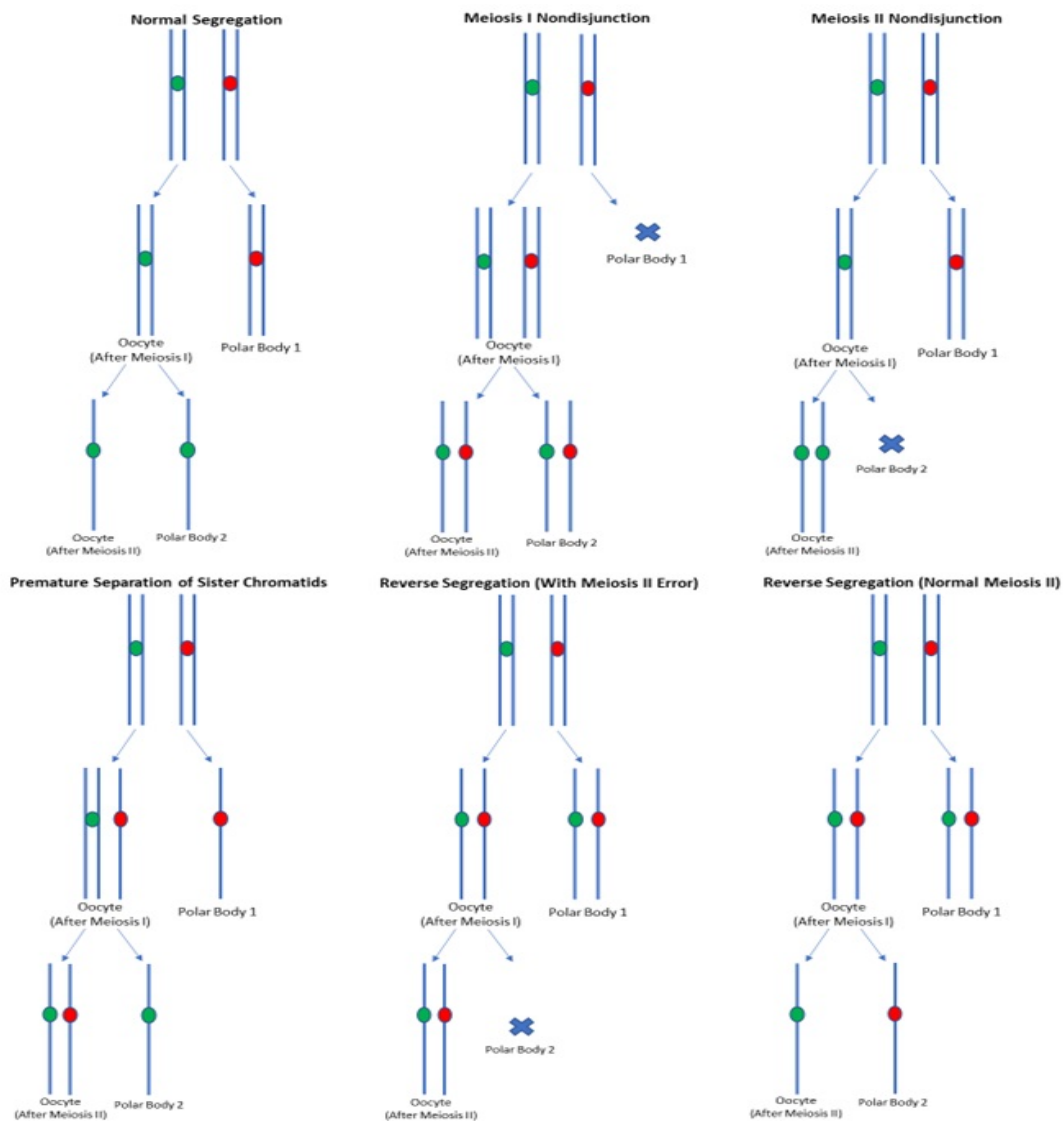 Normal Segregation
Meiosis I Nondisjunction
Meiosis II Nondisjunction
Polar Body 1
Oocyte
(After Meiosis I)
Polar Body 1
Oocyte
(After Meiosis I)
Oocyte
(After Meiosis I)
Polar Body 1
Polar Body 2
Oocyte
(After Meiosis II)
Polar Body 2
Oocyte
(After Meiosis II)
Polar Body 2
Oocyte
(After Meiosis II)
Premature Separation of Sister Chromatids
Reverse Segregation (With Meiosis II Error)
Reverse Segregation (Normal Meiosis II)
Oocyte
(After Meiosis I)
Polar Body 1
Oocyte
(After Meiosis I)
Polar Body 1
Oocyte
(After Meiosis I)
Polar Body 1
Polar Body 2
Oocyte
(After Meiosis II)
Polar Body 2
Oocyte
(After Meiosis II)
Oocyte
(After Meiosis II)
Polar Body 2